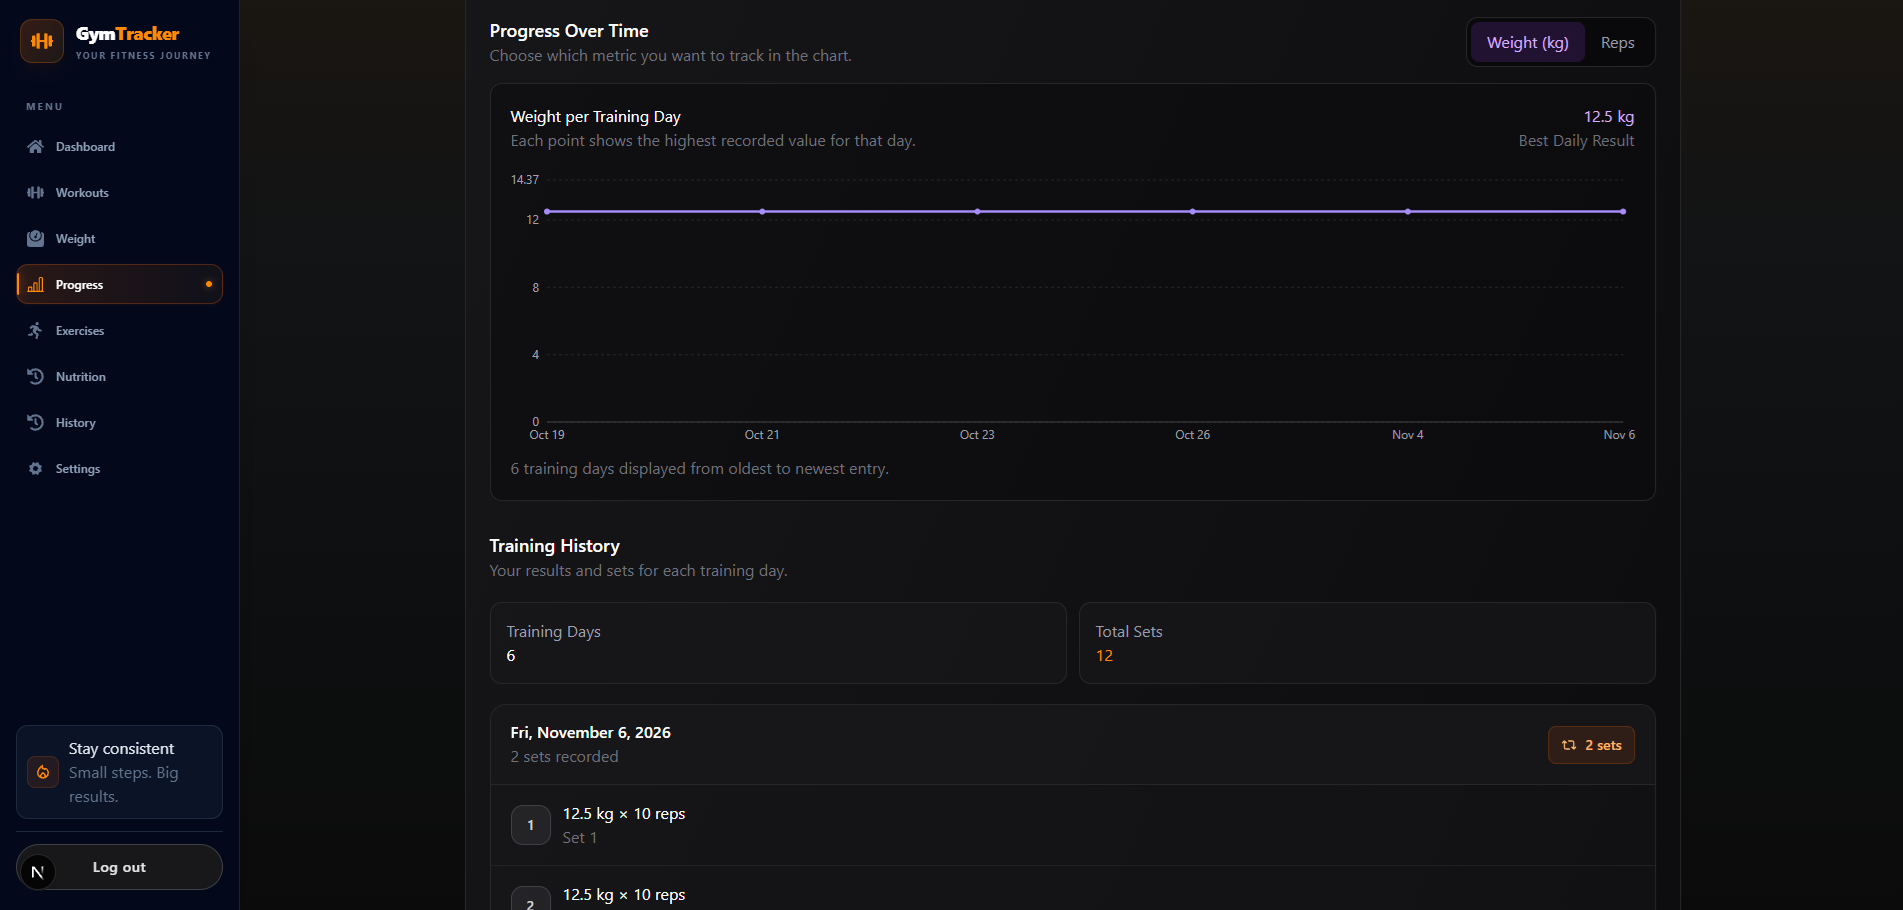 GymTracker
YOUR FITNESS JOURNEY
MENU
Dashboard
Workouts
Weight
Progress
Exercises
Nutrition
History
Settings
Stay consistent
Small steps. Big
results.
N
Log out
Progress Over Time
Choose which metric you want to track in the chart.
Weight (kg)
Reps
Weight per Training Day
Each point shows the highest recorded value for that day.
12.5 kg
Best Daily Result
14.37
12
8
4
0
Oct 19
Oct 21
Oct 23
Oct 26
Nov 4
Nov 6
6 training days displayed from oldest to newest entry.
Training History
Your results and sets for each training day.
Training Days
6
Total Sets
12
Fri, November 6, 2026
2 sets recorded
2 sets
1
12.5 kg × 10 reps
Set 1
2
12.5 kg × 10 reps